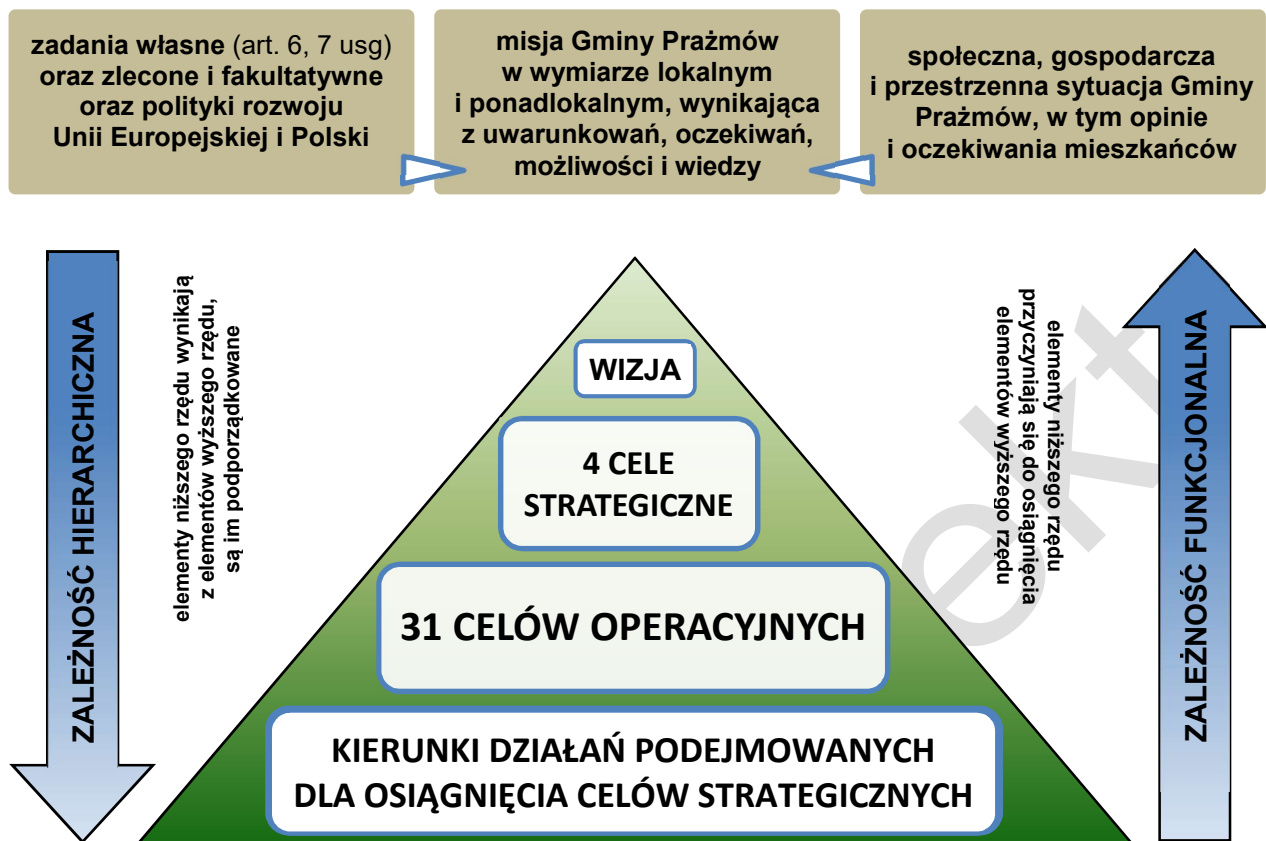 zadania własne (art. 6, 7 usg)
oraz zlecone i fakultatywne
oraz polityki rozwoju
Unii Europejskiej i Polski
misja Gminy Prażmów
w wymiarze lokalnym
i ponadlokalnym, wynikająca
z uwarunkowań, oczekiwań,
możliwości i wiedzy
społeczna, gospodarcza
i przestrzenna sytuacja Gminy
Prażmów, w tym opinie
i oczekiwania mieszkańców
ZALEŻNOŚĆ HIERARCHICZNA
elementy niższego rzędu wynikają
z elementów wyższego rzędu,
są im podporządkowane
WIZJA
4 CELE
STRATEGICZNE
31 CELÓW OPERACYJNYCH
KIERUNKI DZIAŁAŃ PODEJMOWANYCH
DLA OSIĄGNIĘCIA CELÓW STRATEGICZNYCH
elementy niższego rzędu
przyczyniają się do osiągnięcia
elementów wyższego rzędu
ZALEŻNOŚĆ FUNKCJONALNA
ekt